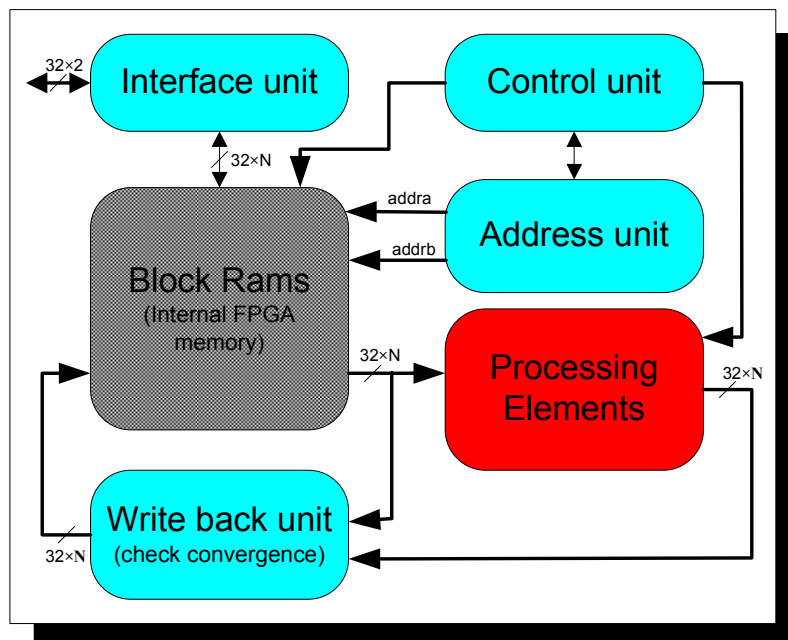 32×2
Interface unit
Control unit
32×N
addra
Address unit
addrb
Block Rams
(Internal FPGA
memory)
32×N
Processing
Elements
32×N
Write back unit
(check convergence)
32×N